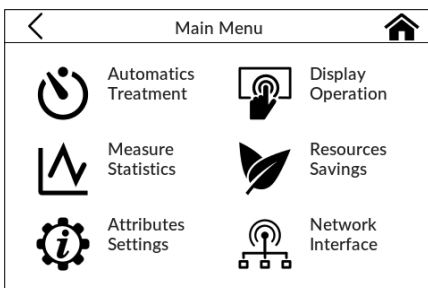 Main Menu
Automatics
Treatment
Display
Operation
Measure
Statistics
Resources
Savings
Attributes
Settings
Network
Interface